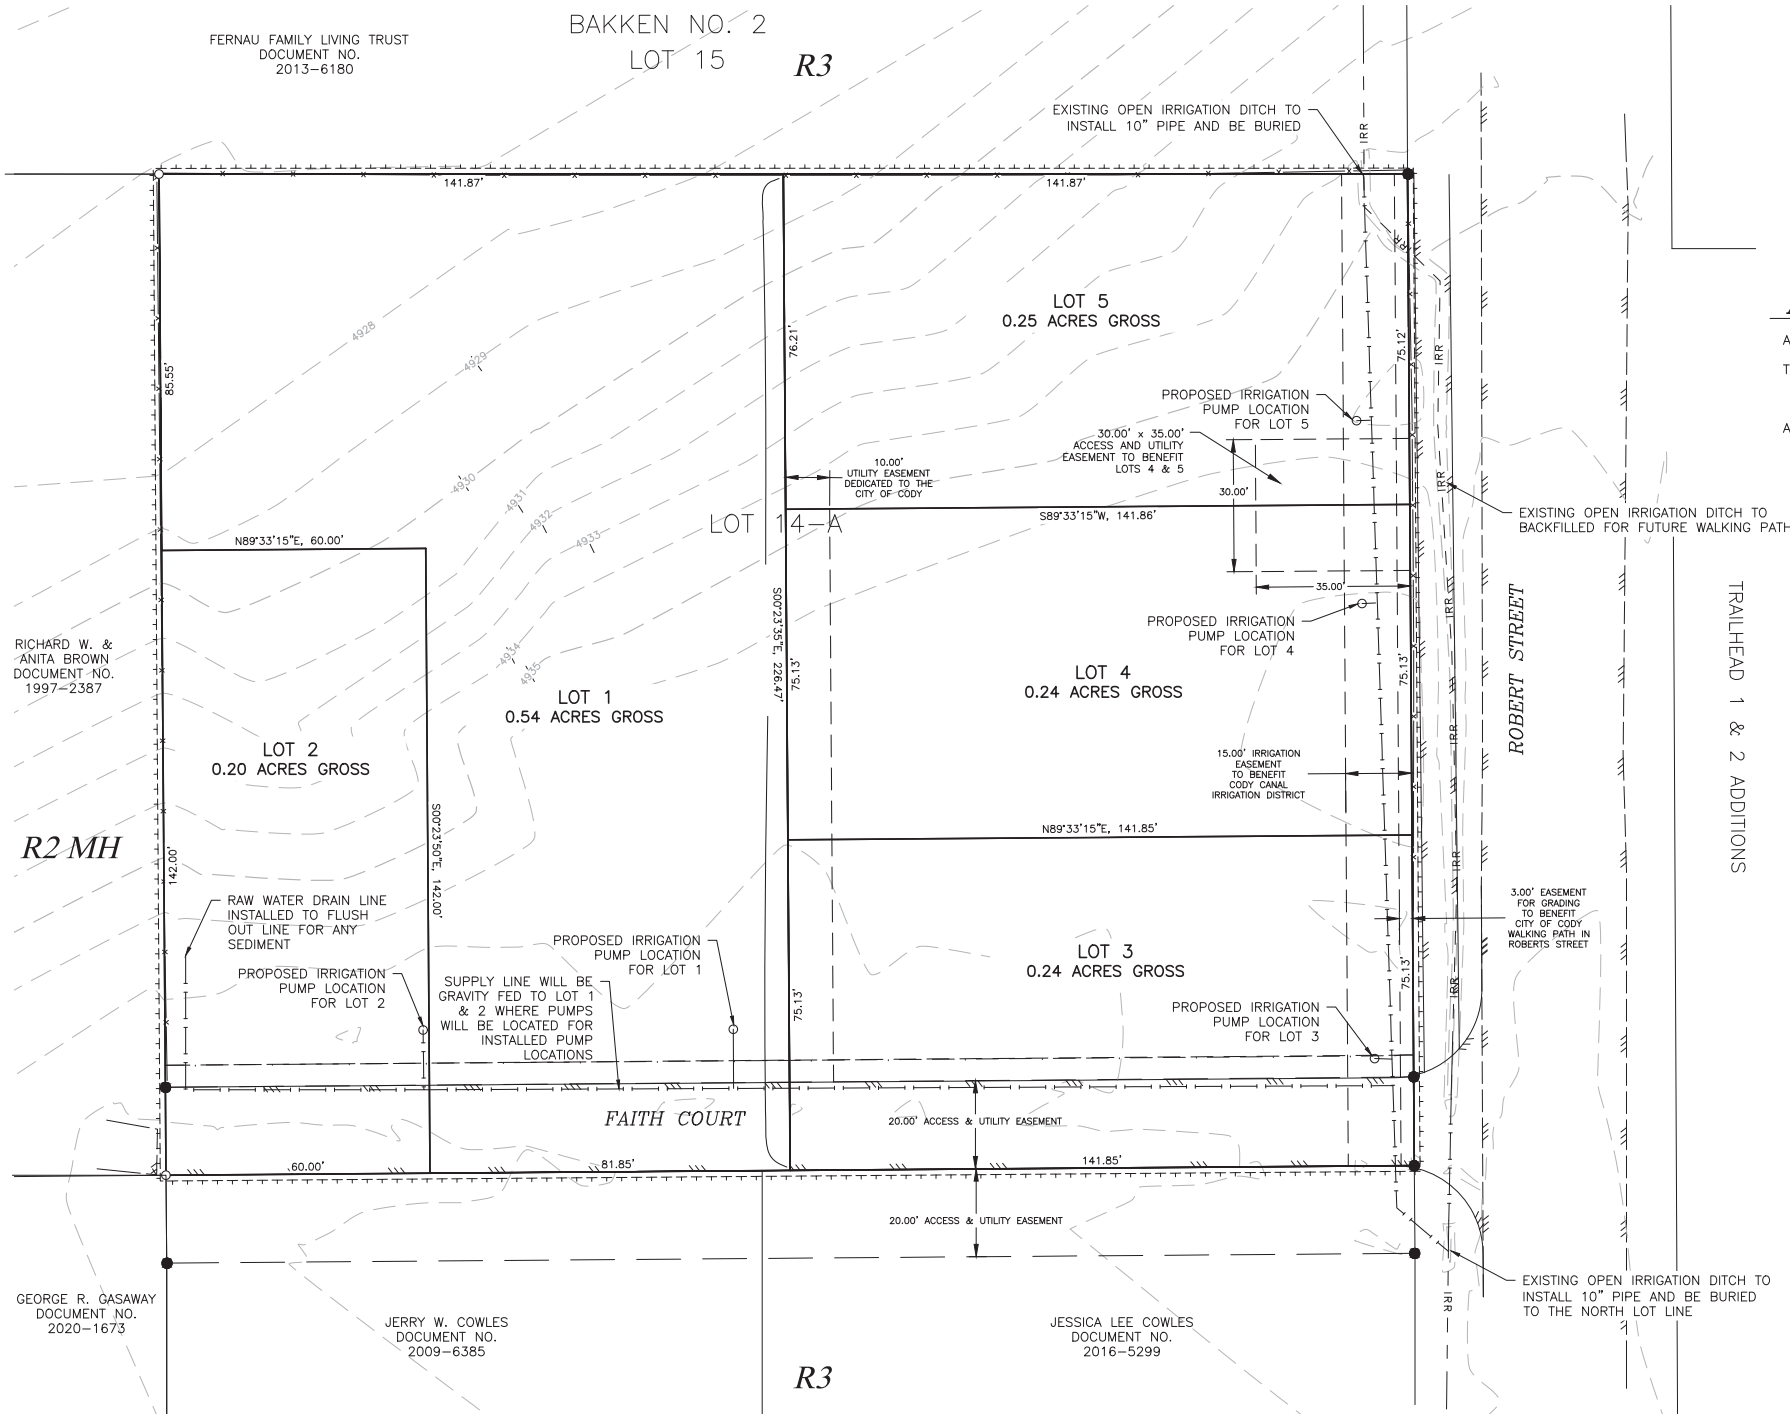 BAKKEN NO. 2
LOT 15
R3
FERNAU FAMILY LIVING TRUST
DOCUMENT NO.
2013-6180
EXISTING OPEN IRRIGATION DITCH TO
INSTALL 10" PIPE AND BE BURIED
IRR
141.87'
141.87'
IRR
85.55'
4928
4929
76.21'
LOT 5
0.25 ACRES GROSS
75.12'
IRR
A
T
A
PROPOSED IRRIGATION
PUMP LOCATION
FOR LOT 5
30.00' x 35.00'
ACCESS AND UTILITY
EASEMENT TO BENEFIT
LOTS 4 & 5
10.00'
UTILITY EASEMENT
DEDICATED TO THE
CITY OF CODY
30.00'
IRR
4930
4931
4932
4933
LOT 14-A
S89°33'15"W, 141.86'
EXISTING OPEN IRRIGATION DITCH TO
BACKFILLED FOR FUTURE WALKING PATH
N89°33'15"E, 60.00'
35.00'
IRR
ROBERT STREET
TRAILHEAD 1 & 2 ADDITIONS
S00°23'35"E, 226.47'
75.13'
PROPOSED IRRIGATION
PUMP LOCATION
FOR LOT 4
75.13'
RICHARD W. &
ANITA BROWN
DOCUMENT NO.
1997-2387
4934
4935
LOT 1
0.54 ACRES GROSS
LOT 4
0.24 ACRES GROSS
IRR
LOT 2
0.20 ACRES GROSS
15.00' IRRIGATION
EASEMENT
TO BENEFIT
CODY CANAL
IRRIGATION DISTRICT
R2 MH
142.00'
S00°23'50"E, 142.00'
N89°33'15"E, 141.85'
IRR
RAW WATER DRAIN LINE
INSTALLED TO FLUSH
OUT LINE FOR ANY
SEDIMENT
3.00' EASEMENT
FOR GRADING
TO BENEFIT
CITY OF CODY
WALKING PATH IN
ROBERTS STREET
PROPOSED IRRIGATION
PUMP LOCATION
FOR LOT 1
LOT 3
0.24 ACRES GROSS
75.13'
75.13'
IRR
PROPOSED IRRIGATION
PUMP LOCATION
FOR LOT 2
SUPPLY LINE WILL BE
GRAVITY FED TO LOT 1
& 2 WHERE PUMPS
WILL BE LOCATED FOR
INSTALLED PUMP
LOCATIONS
PROPOSED IRRIGATION
PUMP LOCATION
FOR LOT 3
FAITH COURT
20.00' ACCESS & UTILITY EASEMENT
60.00'
81.85'
141.85'
20.00' ACCESS & UTILITY EASEMENT
GEORGE R. GASAWAY
DOCUMENT NO.
2020-1673
JERRY W. COWLES
DOCUMENT NO.
2009-6385
JESSICA LEE COWLES
DOCUMENT NO.
2016-5299
IRR
EXISTING OPEN IRRIGATION DITCH TO
INSTALL 10" PIPE AND BE BURIED
TO THE NORTH LOT LINE
R3